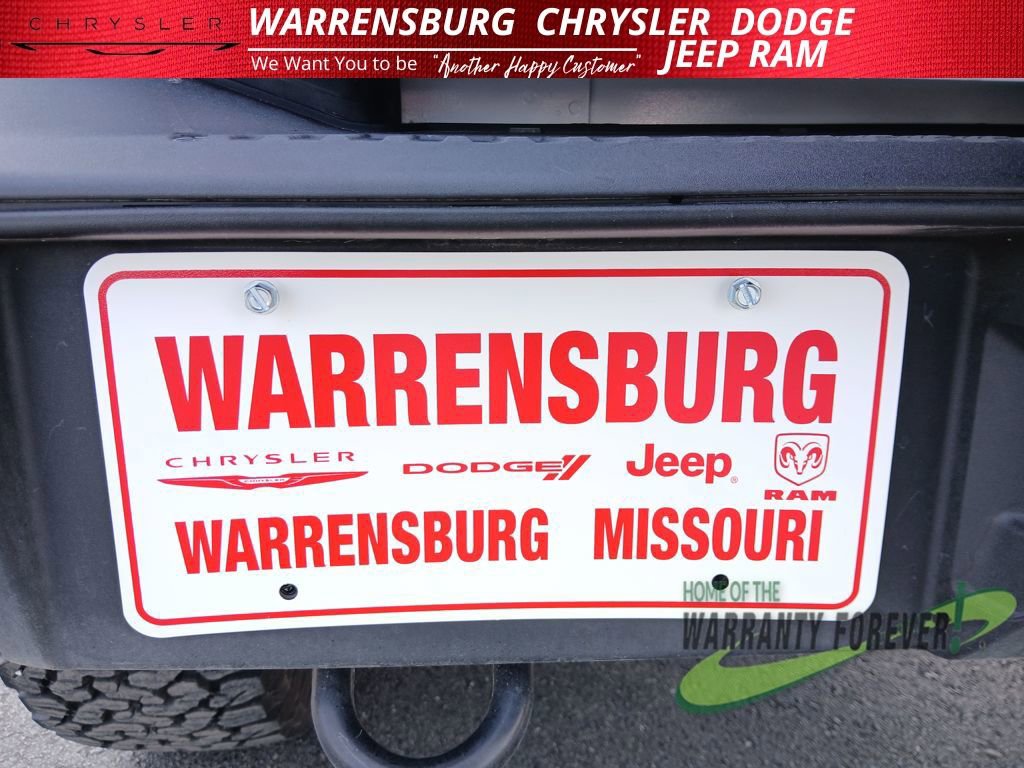 CHRYSLER
WARRENSBURG CHRYSLER DODGE
JEEP RAM
We Want You to be "Another Happy Customer"
WARRENSBURG
CHRYSLER DODGE Jeep® RAM
CHRYSLER
WARRENSBURG MISSOURI
HOME OF THE
WARRANTY FOREVER!